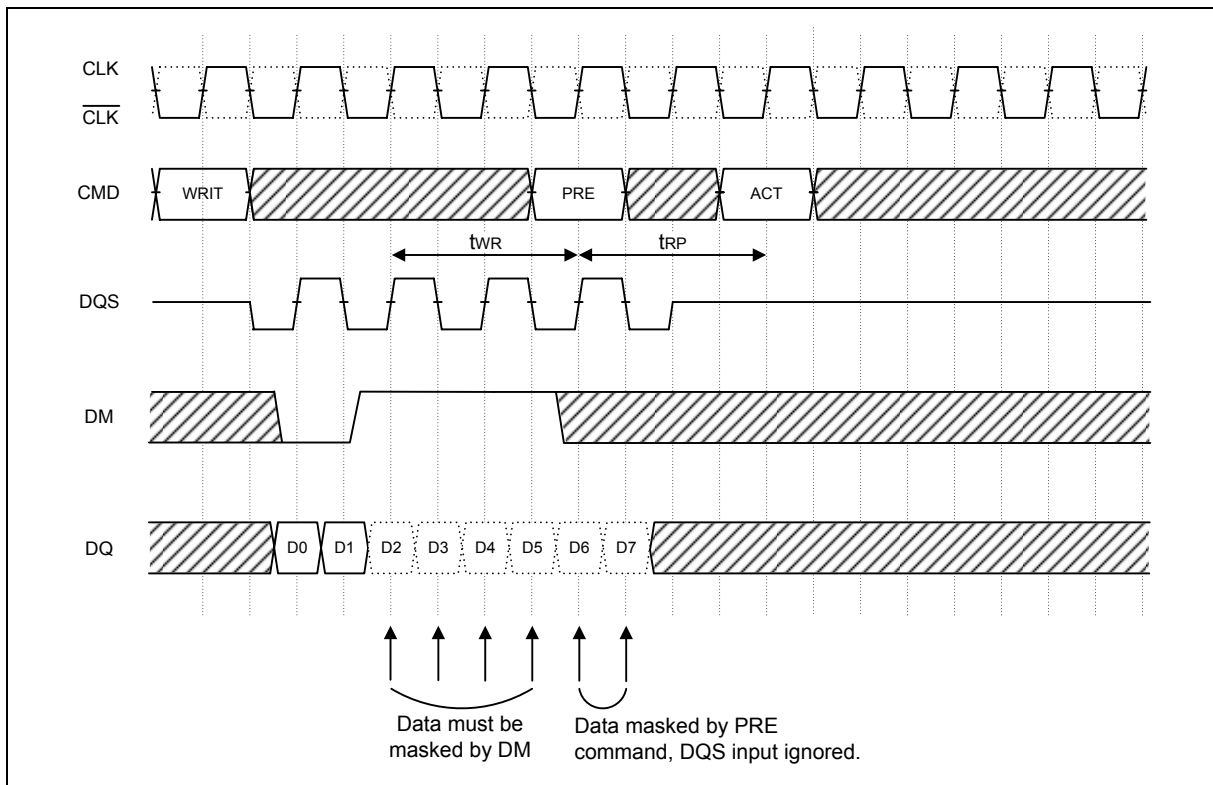 CLK
CLK
CMD
WRIT
PRE
ACT
tWR
tRP
DQS
DM
DQ
D0
D1
D2
D3
D4
D5
D6
D7
Data must be
masked by DM
Data masked by PRE
command, DQS input ignored.